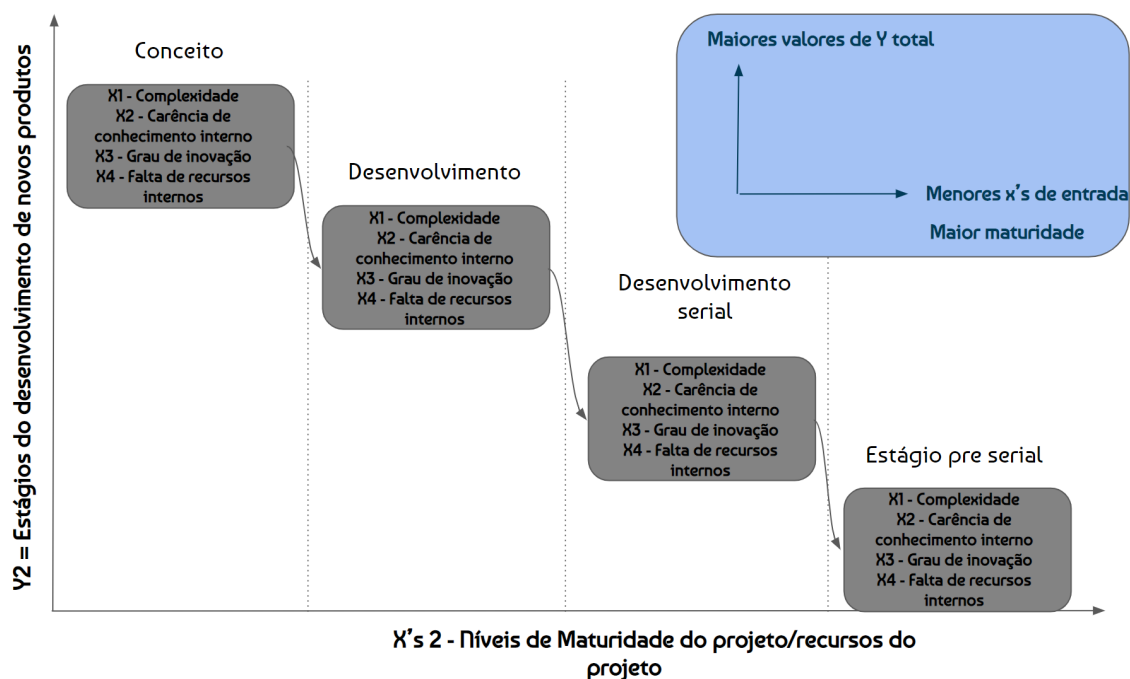 Y2 = Estágios do desenvolvimento de novos produtos
Conceito
X1 - Complexidade
X2 - Carência de
conhecimento interno
X3 - Grau de inovação
X4 - Falta de recursos
internos
Desenvolvimento
X1 - Complexidade
X2 - Carência de
conhecimento interno
X3 - Grau de inovação
X4 - Falta de recursos
internos
Desenvolvimento
serial
X1 - Complexidade
X2 - Carência de
conhecimento interno
X3 - Grau de inovação
X4 - Falta de recursos
internos
Estágio pre serial
X1 - Complexidade
X2 - Carência de
conhecimento interno
X3 - Grau de inovação
X4 - Falta de recursos
internos
Maiores valores de Y total
Menores x's de entrada
Maior maturidade
X's 2 - Níveis de Maturidade do projeto/recursos do
projeto